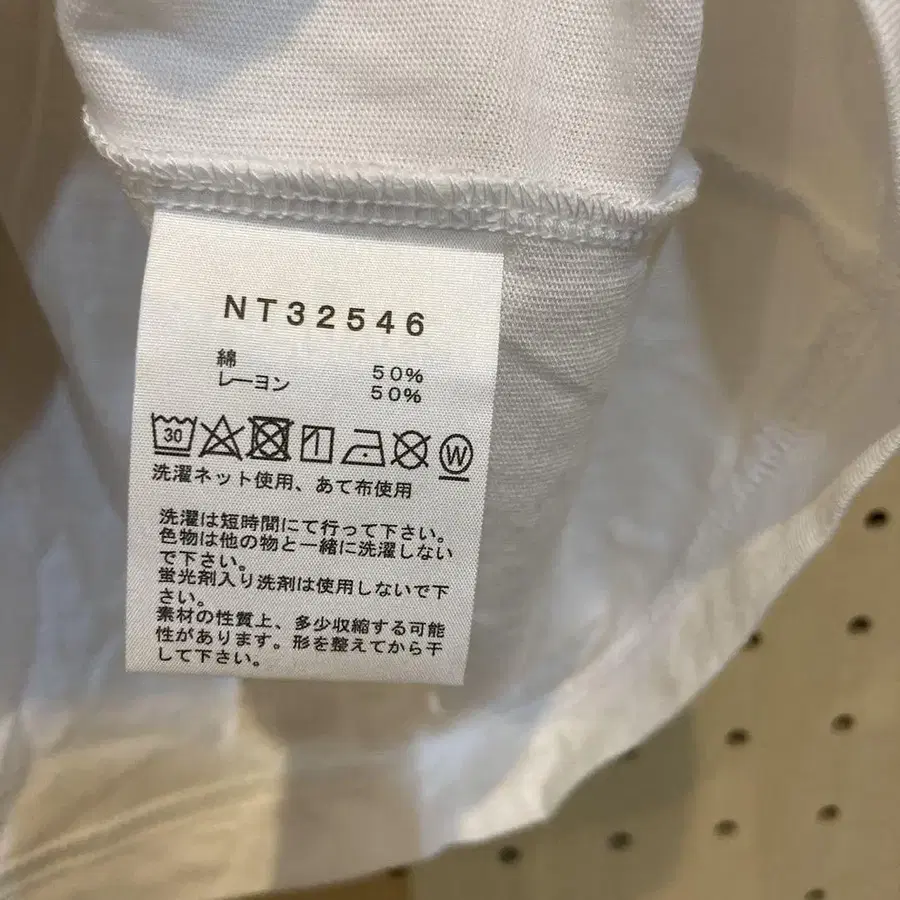 NT32546
綿 50%
レーヨン 50%
30 W
洗濯ネット使用、あて布使用
洗濯は短時間にて行って下さい。
色物は他の物と一緒に洗濯しない
で下さい。
蛍光剤入り洗剤は使用しないで下
さい。
素材の性質上、多少収縮する可能
性があります。形を整えてから干
して下さい。